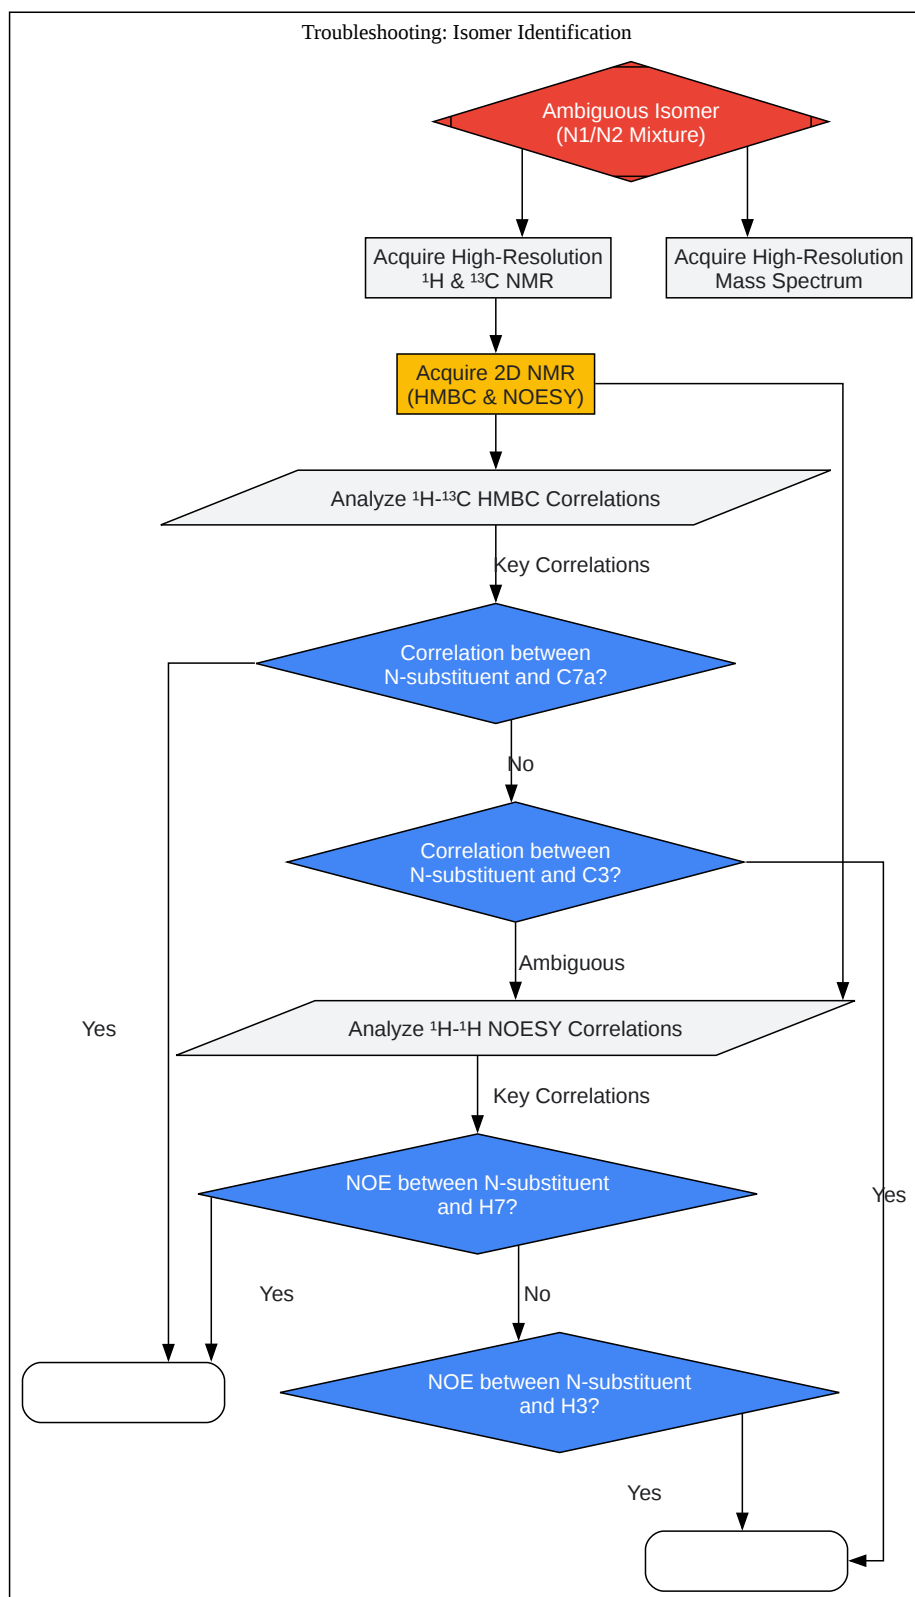 Troubleshooting: Isomer Identification
Ambiguous Isomer
(N1/N2 Mixture)
Acquire High-Resolution
¹H & ¹³C NMR
Acquire High-Resolution
Mass Spectrum
Acquire 2D NMR
(HMBC & NOESY)
Analyze ¹H-¹³C HMBC Correlations
Key Correlations
Correlation between
N-substituent and C7a?
No
Correlation between
N-substituent and C3?
Ambiguous
Yes
Analyze ¹H-¹H NOESY Correlations
Key Correlations
NOE between N-substituent
and H7?
Yes
Yes
No
NOE between N-substituent
and H3?
Yes